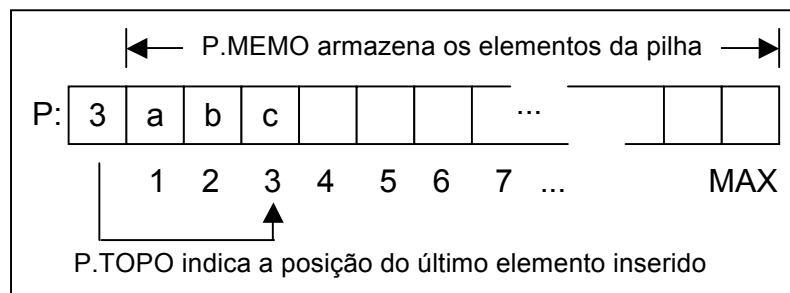 P.MEMO armazena os elementos da pilha
P: 3 a b c ...
1 2 3 4 5 6 7 ... MAX
P.TOPO indica a posição do último elemento inserido